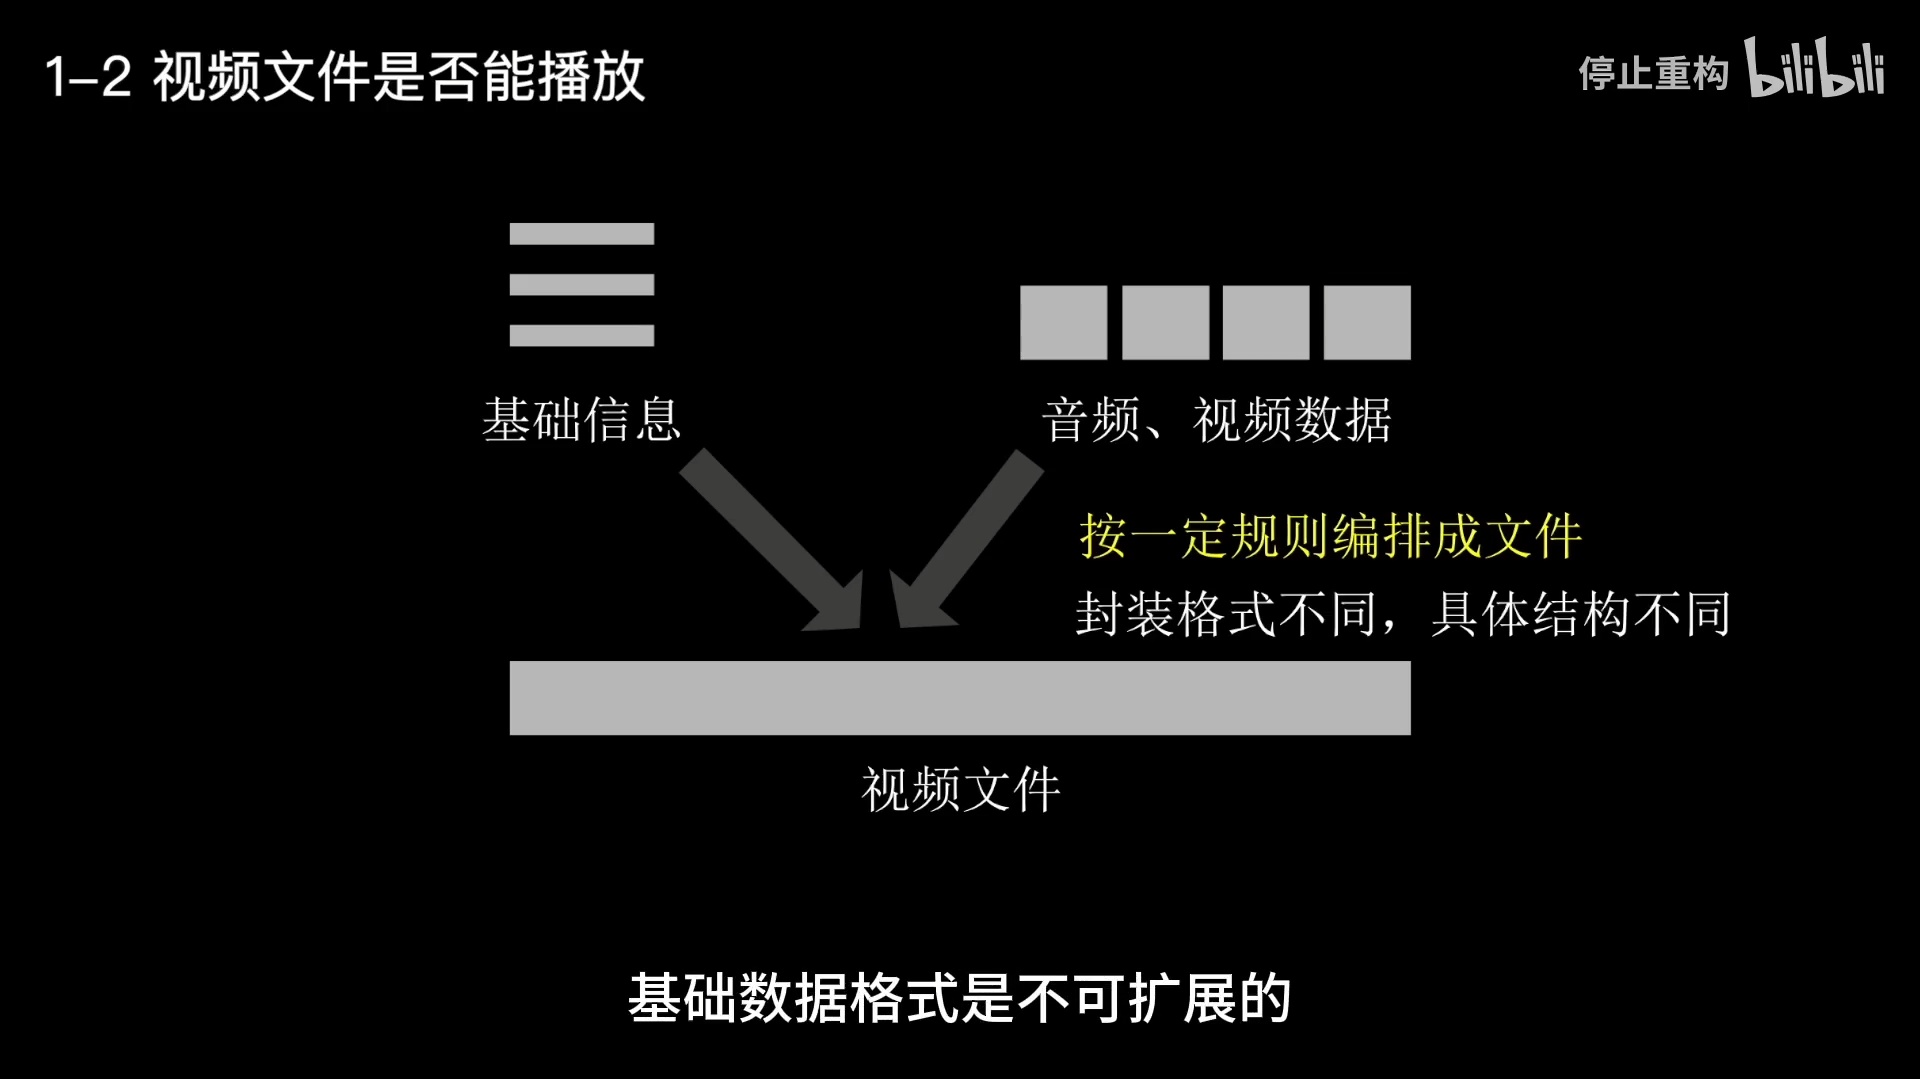 1-2 视频文件是否能播放
停止重构 bilibili
基础信息
音频、视频数据
按一定规则编排成文件
封装格式不同，具体结构不同
视频文件
基础数据格式是不可扩展的